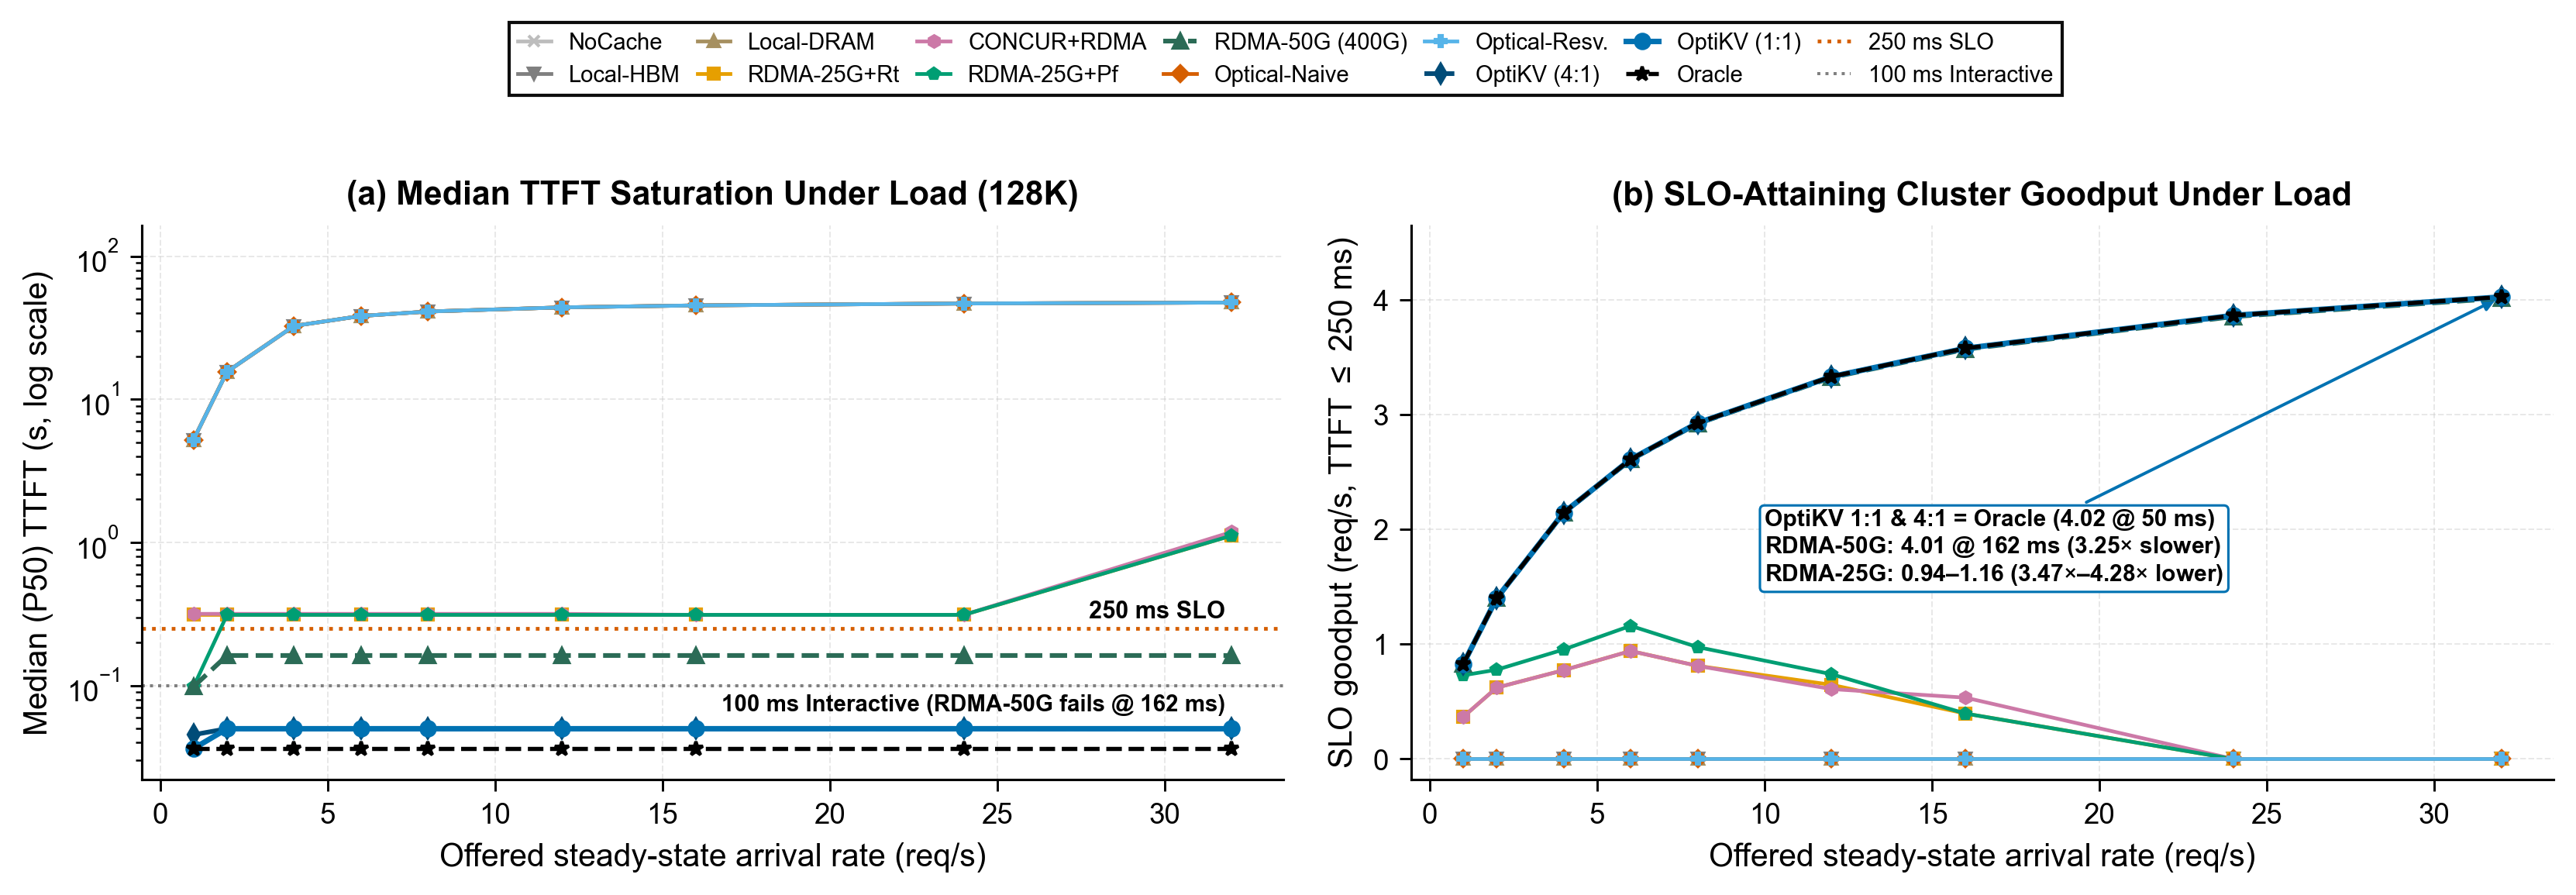 NoCache Local-DRAM CONCUR+RDMA RDMA-50G (400G) Optical-Resv. OptiKV (1:1) 250 ms SLO
Local-HBM RDMA-25G+Rt RDMA-25G+Pf Optical-Naive OptiKV (4:1) Oracle 100 ms Interactive
(a) Median TTFT Saturation Under Load (128K)
Median (P50) TTFT (s, log scale)
10²
10¹
10⁰
10⁻¹
250 ms SLO
100 ms Interactive (RDMA-50G fails @ 162 ms)
0 5 10 15 20 25 30
Offered steady-state arrival rate (req/s)
(b) SLO-Attaining Cluster Goodput Under Load
SLO goodput (req/s, TTFT ≤ 250 ms)
4
3
2
1
0
OptiKV 1:1 & 4:1 = Oracle (4.02 @ 50 ms)
RDMA-50G: 4.01 @ 162 ms (3.25× slower)
RDMA-25G: 0.94–1.16 (3.47×–4.28× lower)
0 5 10 15 20 25 30
Offered steady-state arrival rate (req/s)